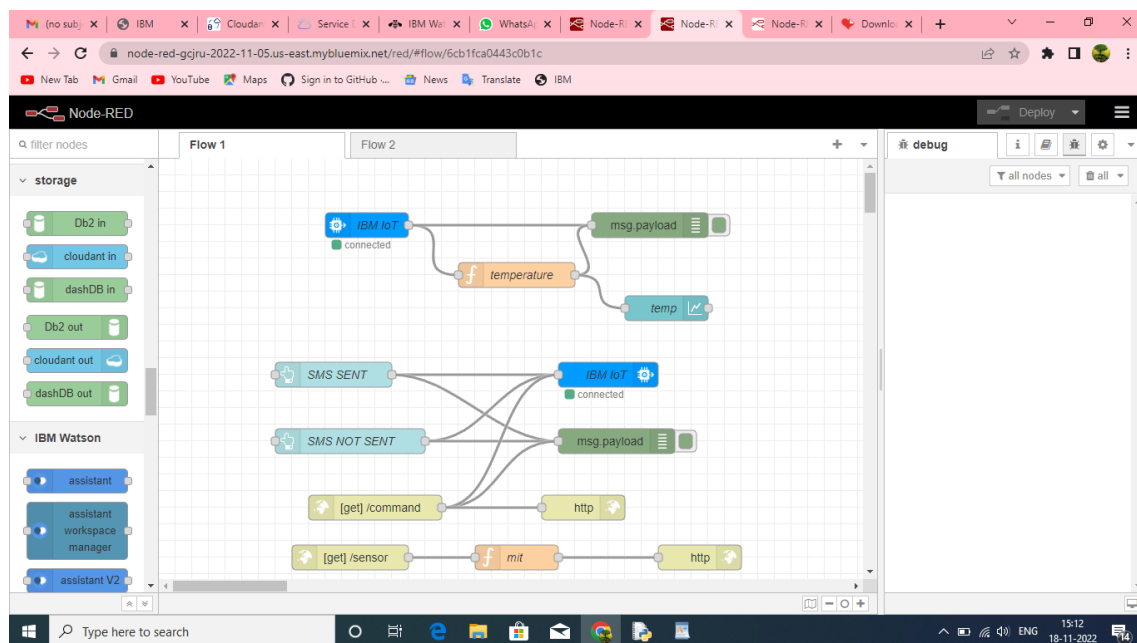 (no subj
IBM
Cloudan
Service
IBM Wat
WhatsA
Node-R
Node-RE
Node-R
Downlo
node-red-gcjru-2022-11-05.us-east.mybluemix.net/red/#flow/6cb1fca0443c0b1c
New Tab Gmail YouTube Maps Sign in to GitHub ·... News Translate IBM
Node-RED
Deploy
filter nodes
Flow 1
Flow 2
debug
i
all nodes
all
storage
Db2 in
cloudant in
dashDB in
Db2 out
cloudant out
dashDB out
IBM Watson
assistant
assistant
workspace
manager
assistant V2
IBM IoT
connected
msg.payload
f temperature
temp
SMS SENT
IBM IoT
connected
SMS NOT SENT
msg.payload
[get] /command
http
[get] /sensor
f mit
http
Type here to search
ENG
15:12
18-11-2022
14